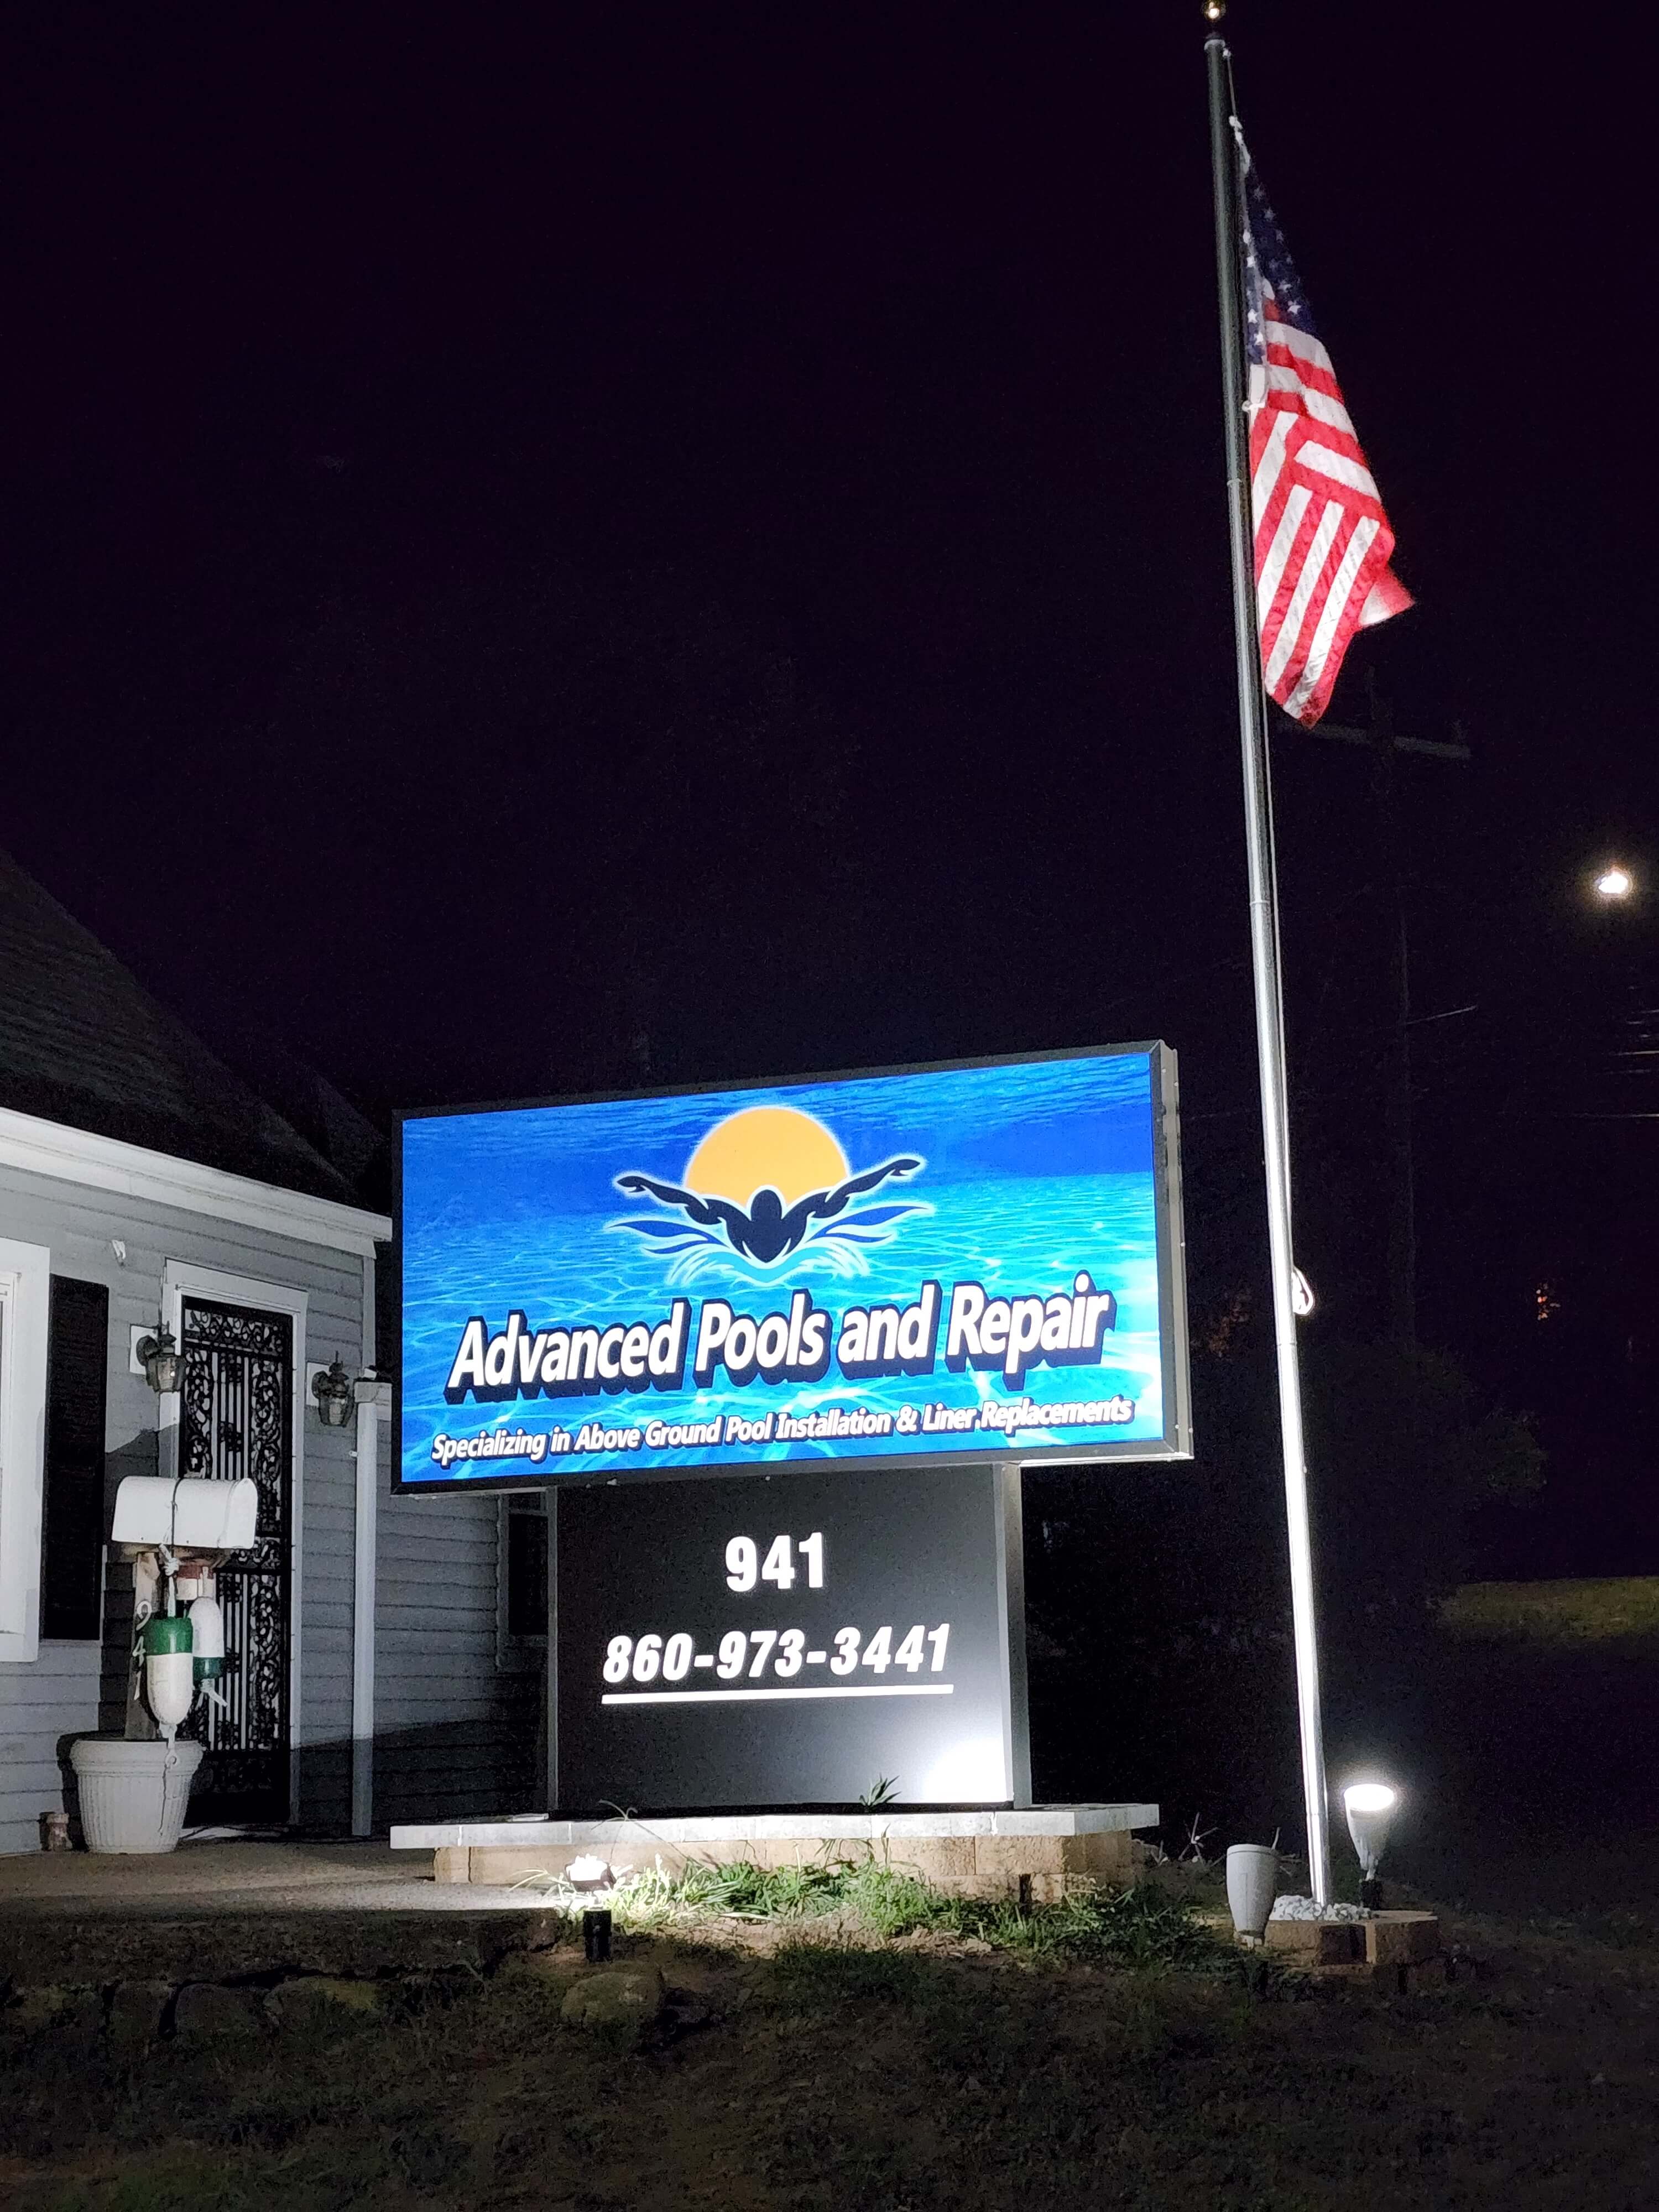 Advanced Pools and Repair
Specializing in Above Ground Pool Installation & Liner Replacements
941
860-973-3441